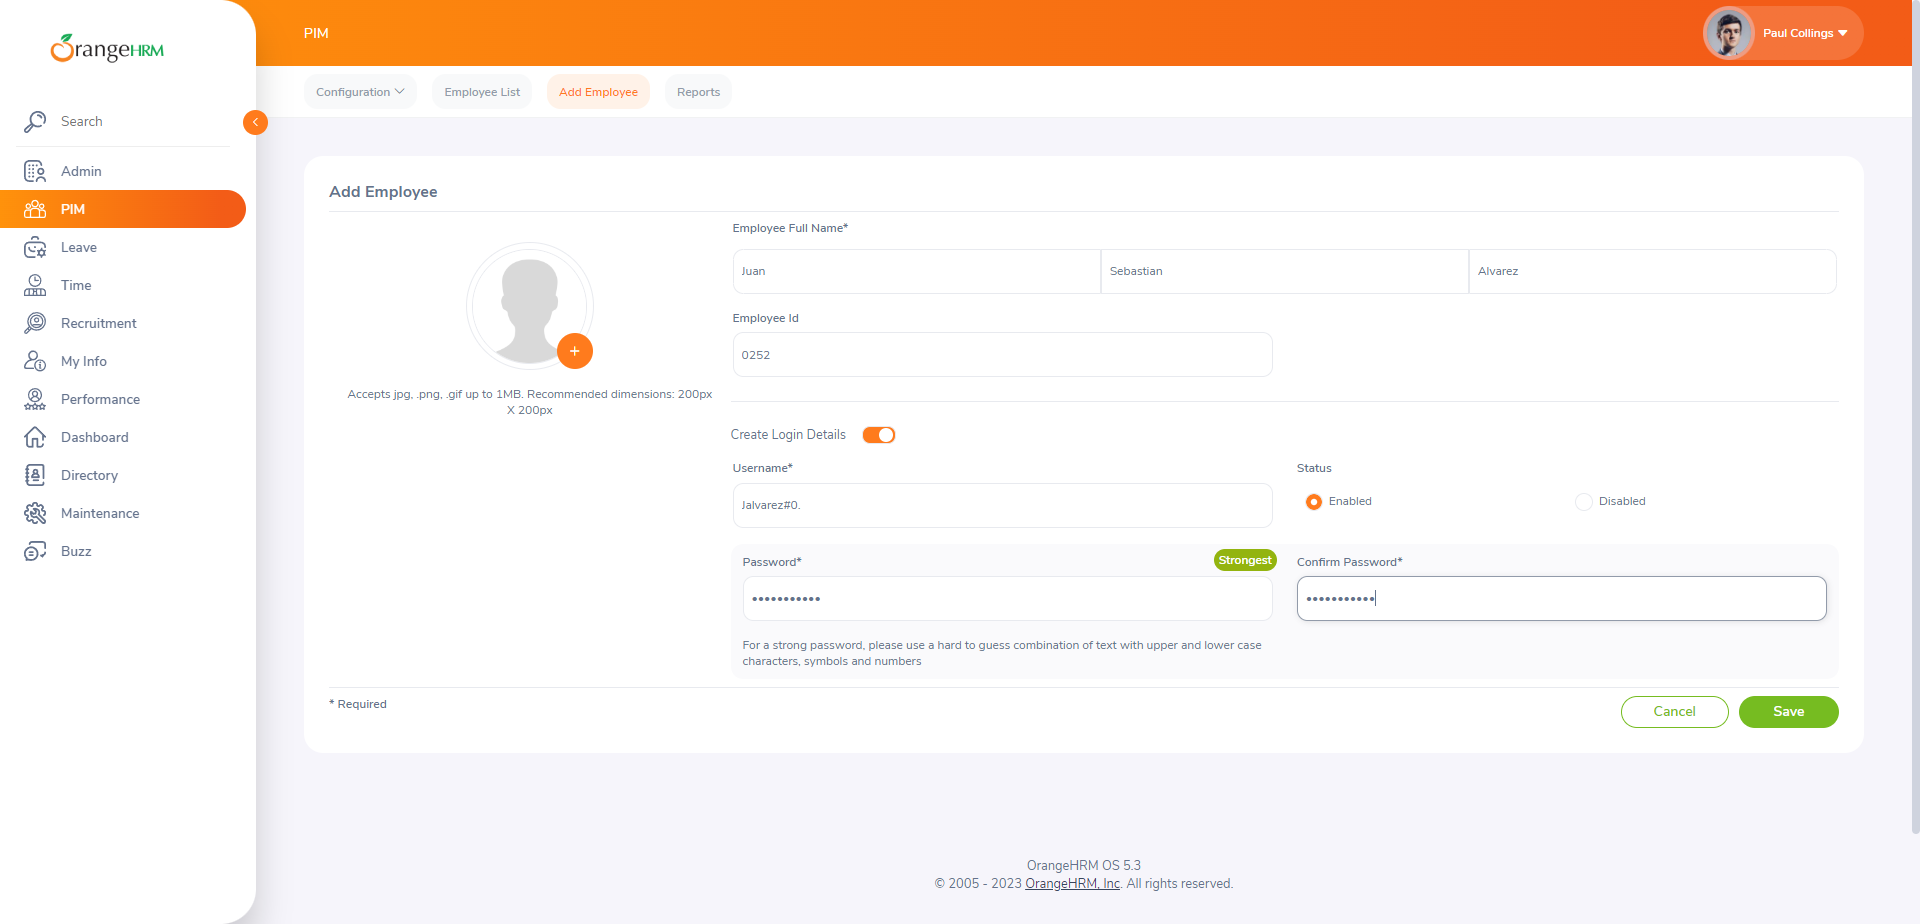 OrangeHRM
PIM
Paul Collings
Configuration
Employee List
Add Employee
Reports
Search
Admin
PIM
Leave
Time
Recruitment
My Info
Performance
Dashboard
Directory
Maintenance
Buzz
Add Employee
Accepts jpg, .png, .gif up to 1MB. Recommended dimensions: 200px
X 200px
Employee Full Name*
Juan
Sebastian
Alvarez
Employee Id
0252
Create Login Details
Username*
Jalvarez#0.
Status
Enabled
Disabled
Password*
Strongest
•••••••••••
Confirm Password*
•••••••••••
For a strong password, please use a hard to guess combination of text with upper and lower case
characters, symbols and numbers
* Required
Cancel
Save
OrangeHRM OS 5.3
© 2005 - 2023 OrangeHRM, Inc. All rights reserved.